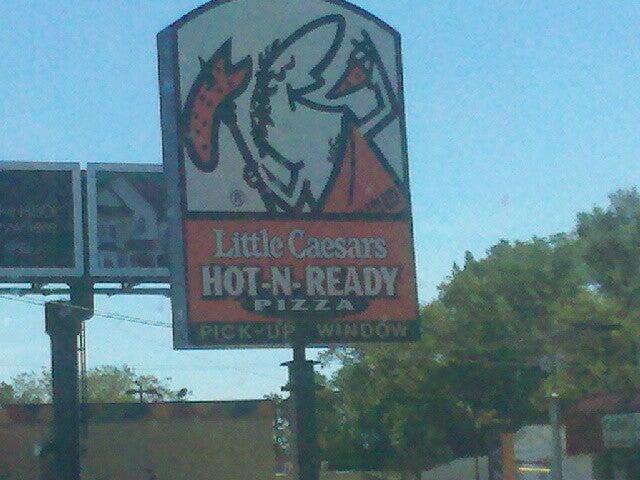 ®
Little Caesars
HOT-N-READY
PIZZA
PICK-UP WINDOW